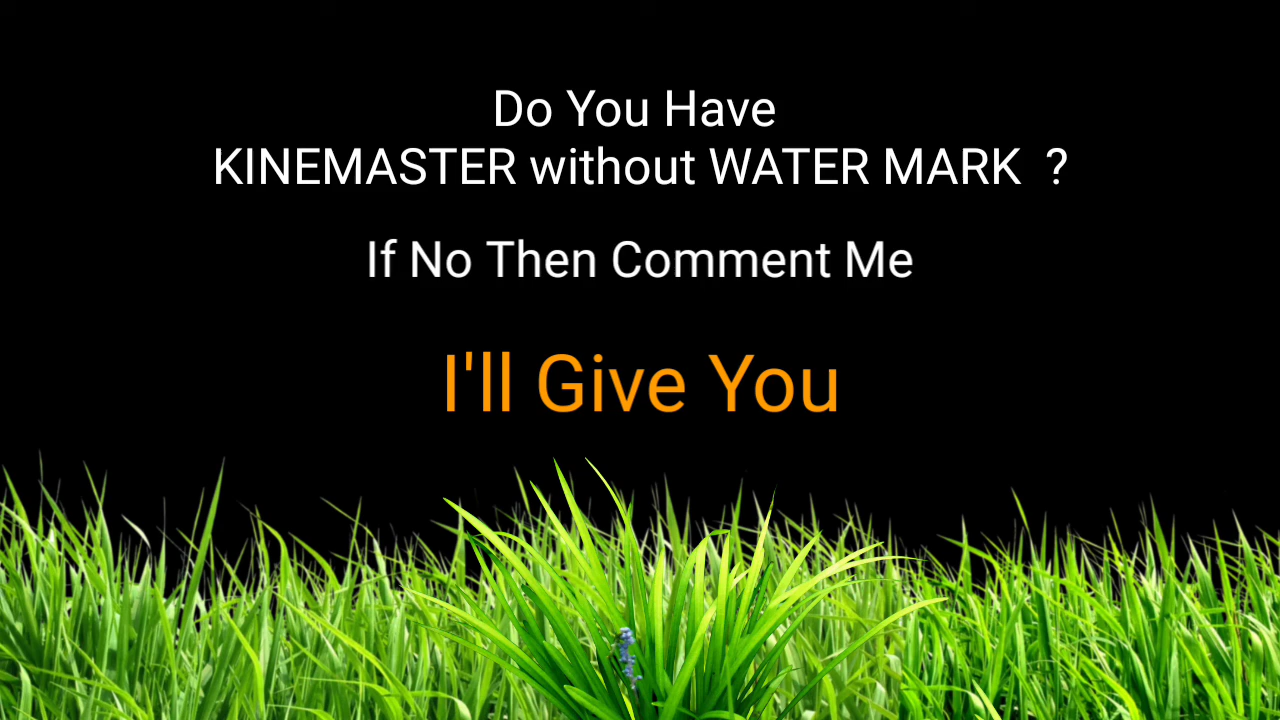 Do You Have
KINEMASTER without WATER MARK ?
If No Then Comment Me
I'll Give You